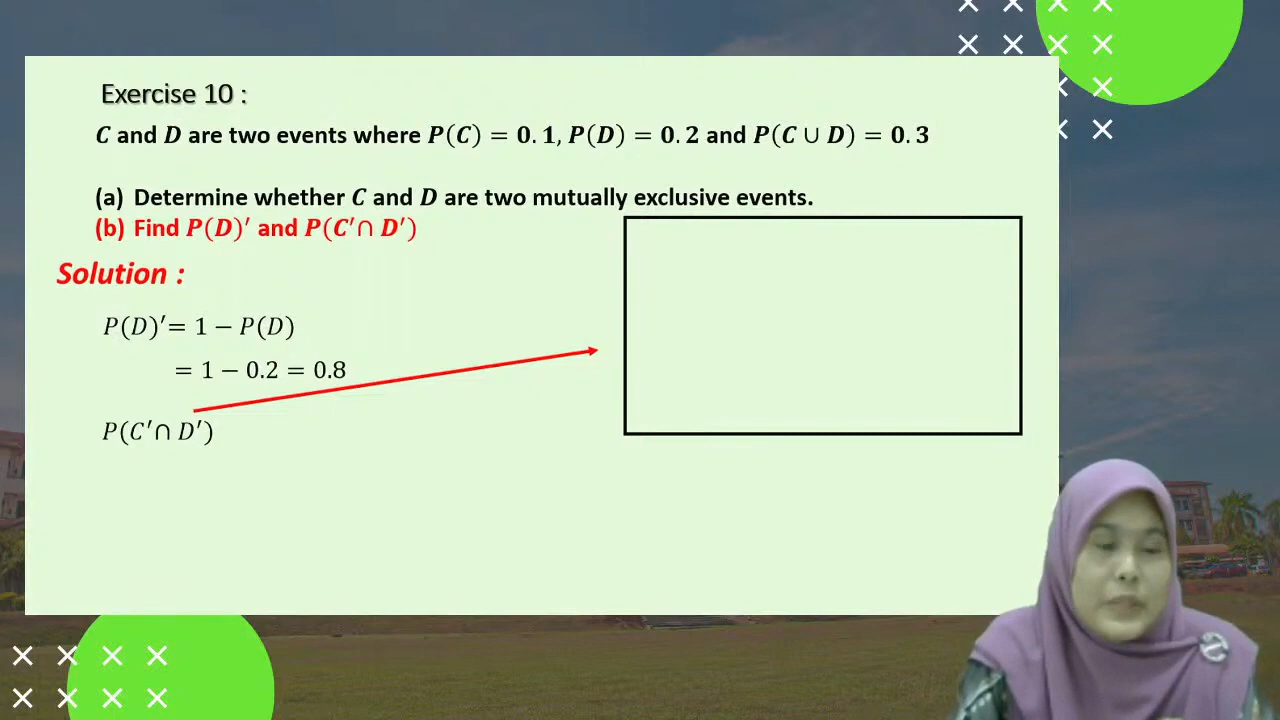 Exercise 10 :
C and D are two events where P(C) = 0.1, P(D) = 0.2 and P(C ∪ D) = 0.3
(a) Determine whether C and D are two mutually exclusive events.
(b) Find P(D)′ and P(C′∩ D′)
Solution :
P(D)′= 1 − P(D)
= 1 − 0.2 = 0.8
P(C′∩ D′)